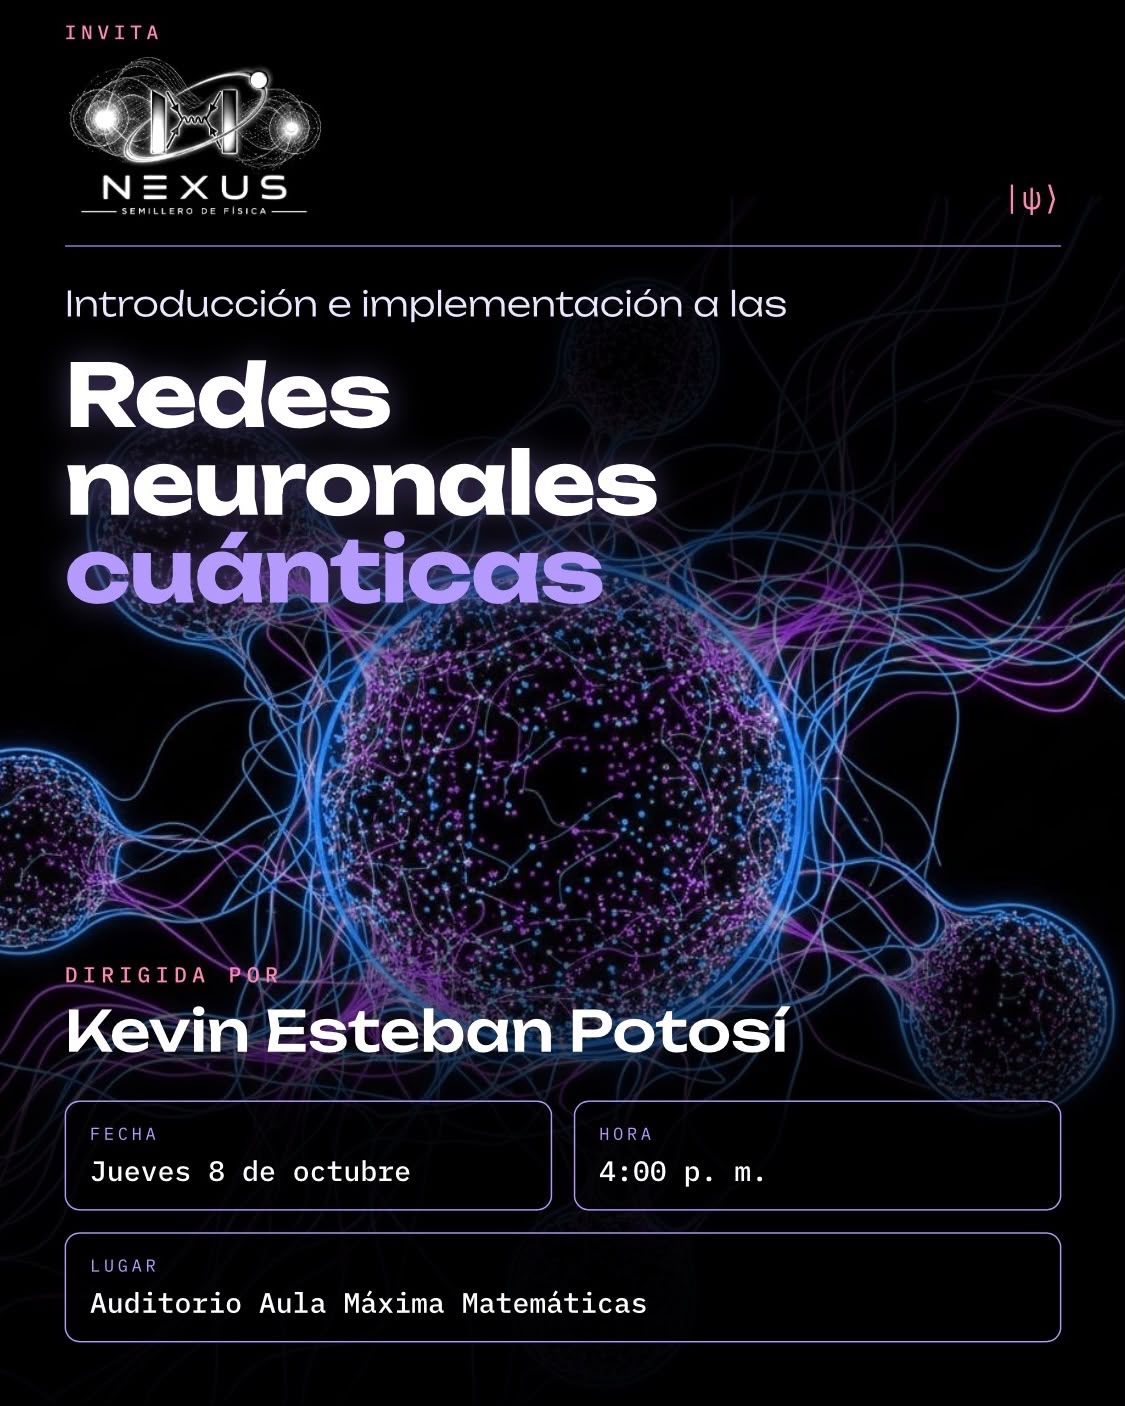 INVITA
NEXUS
SEMILLERO DE FÍSICA
|ψ⟩
Introducción e implementación a las
Redes
neuronales
cuánticas
DIRIGIDA POR
Kevin Esteban Potosí
FECHA
Jueves 8 de octubre
HORA
4:00 p. m.
LUGAR
Auditorio Aula Máxima Matemáticas